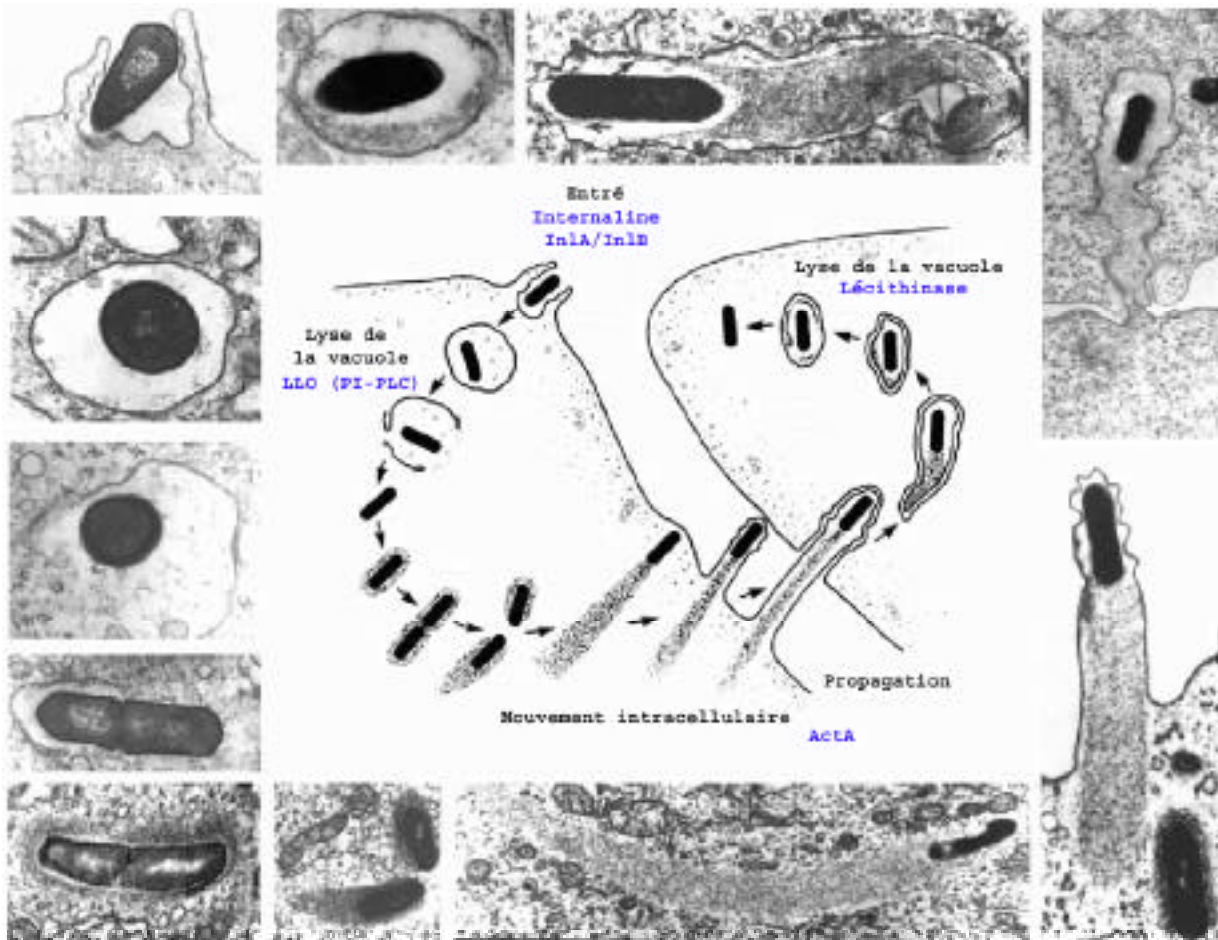 Entré
Internaline
InlA/InlB
Lyse de la vacuole
Lécithinase
Lyse de
la vacuole
LLO (PI-PLC)
Propagation
Mouvement intracellulaire
ActA